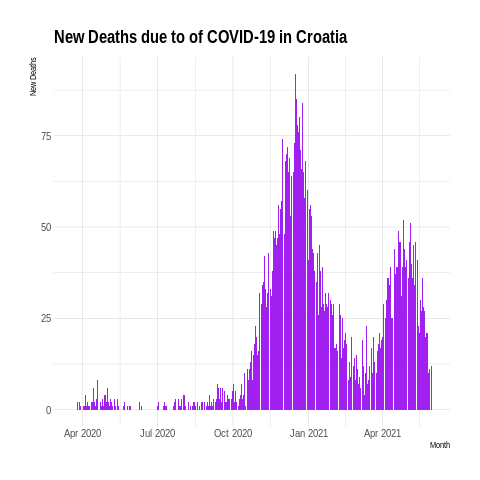 New Deaths due to of COVID-19 in Croatia
New Deaths
75
50
25
0
Apr 2020 Jul 2020 Oct 2020 Jan 2021 Apr 2021
Month